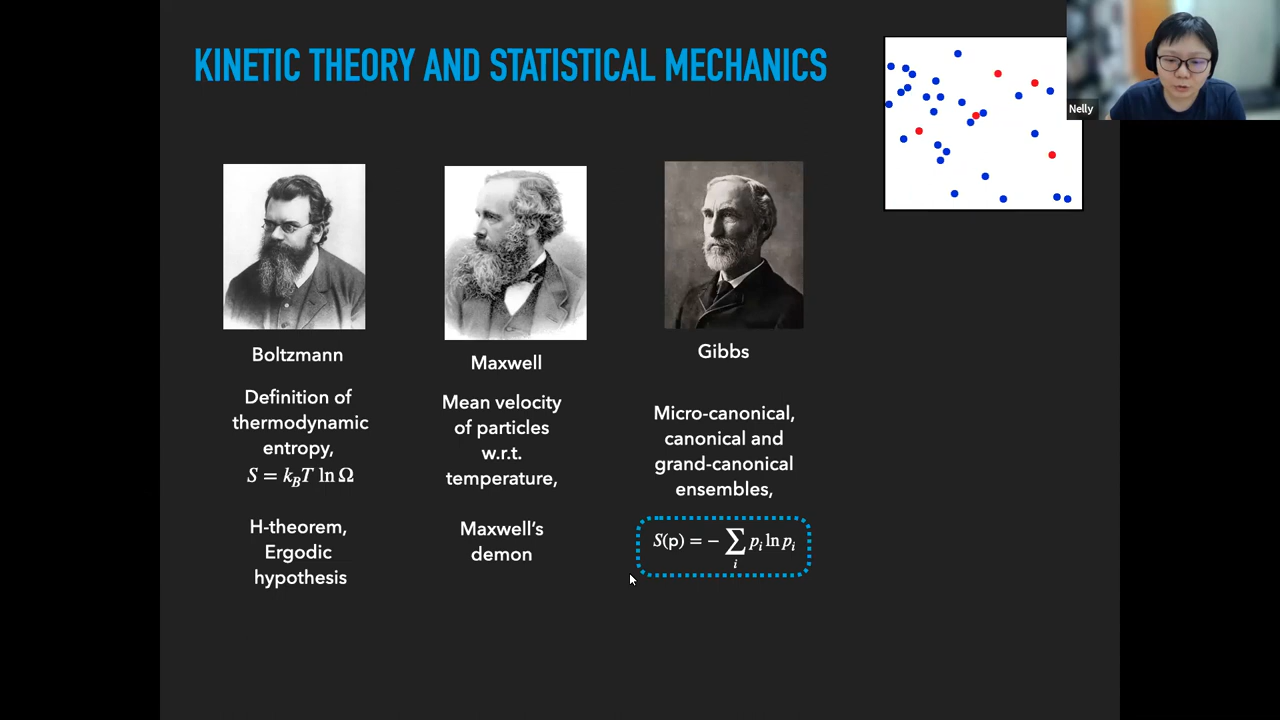 KINETIC THEORY AND STATISTICAL MECHANICS
Nelly
Boltzmann
Definition of
thermodynamic
entropy,
S = k_B T ln Ω
H-theorem,
Ergodic
hypothesis
Maxwell
Mean velocity
of particles
w.r.t.
temperature,
Maxwell’s
demon
Gibbs
Micro-canonical,
canonical and
grand-canonical
ensembles,
S(p) = − ∑_i p_i ln p_i